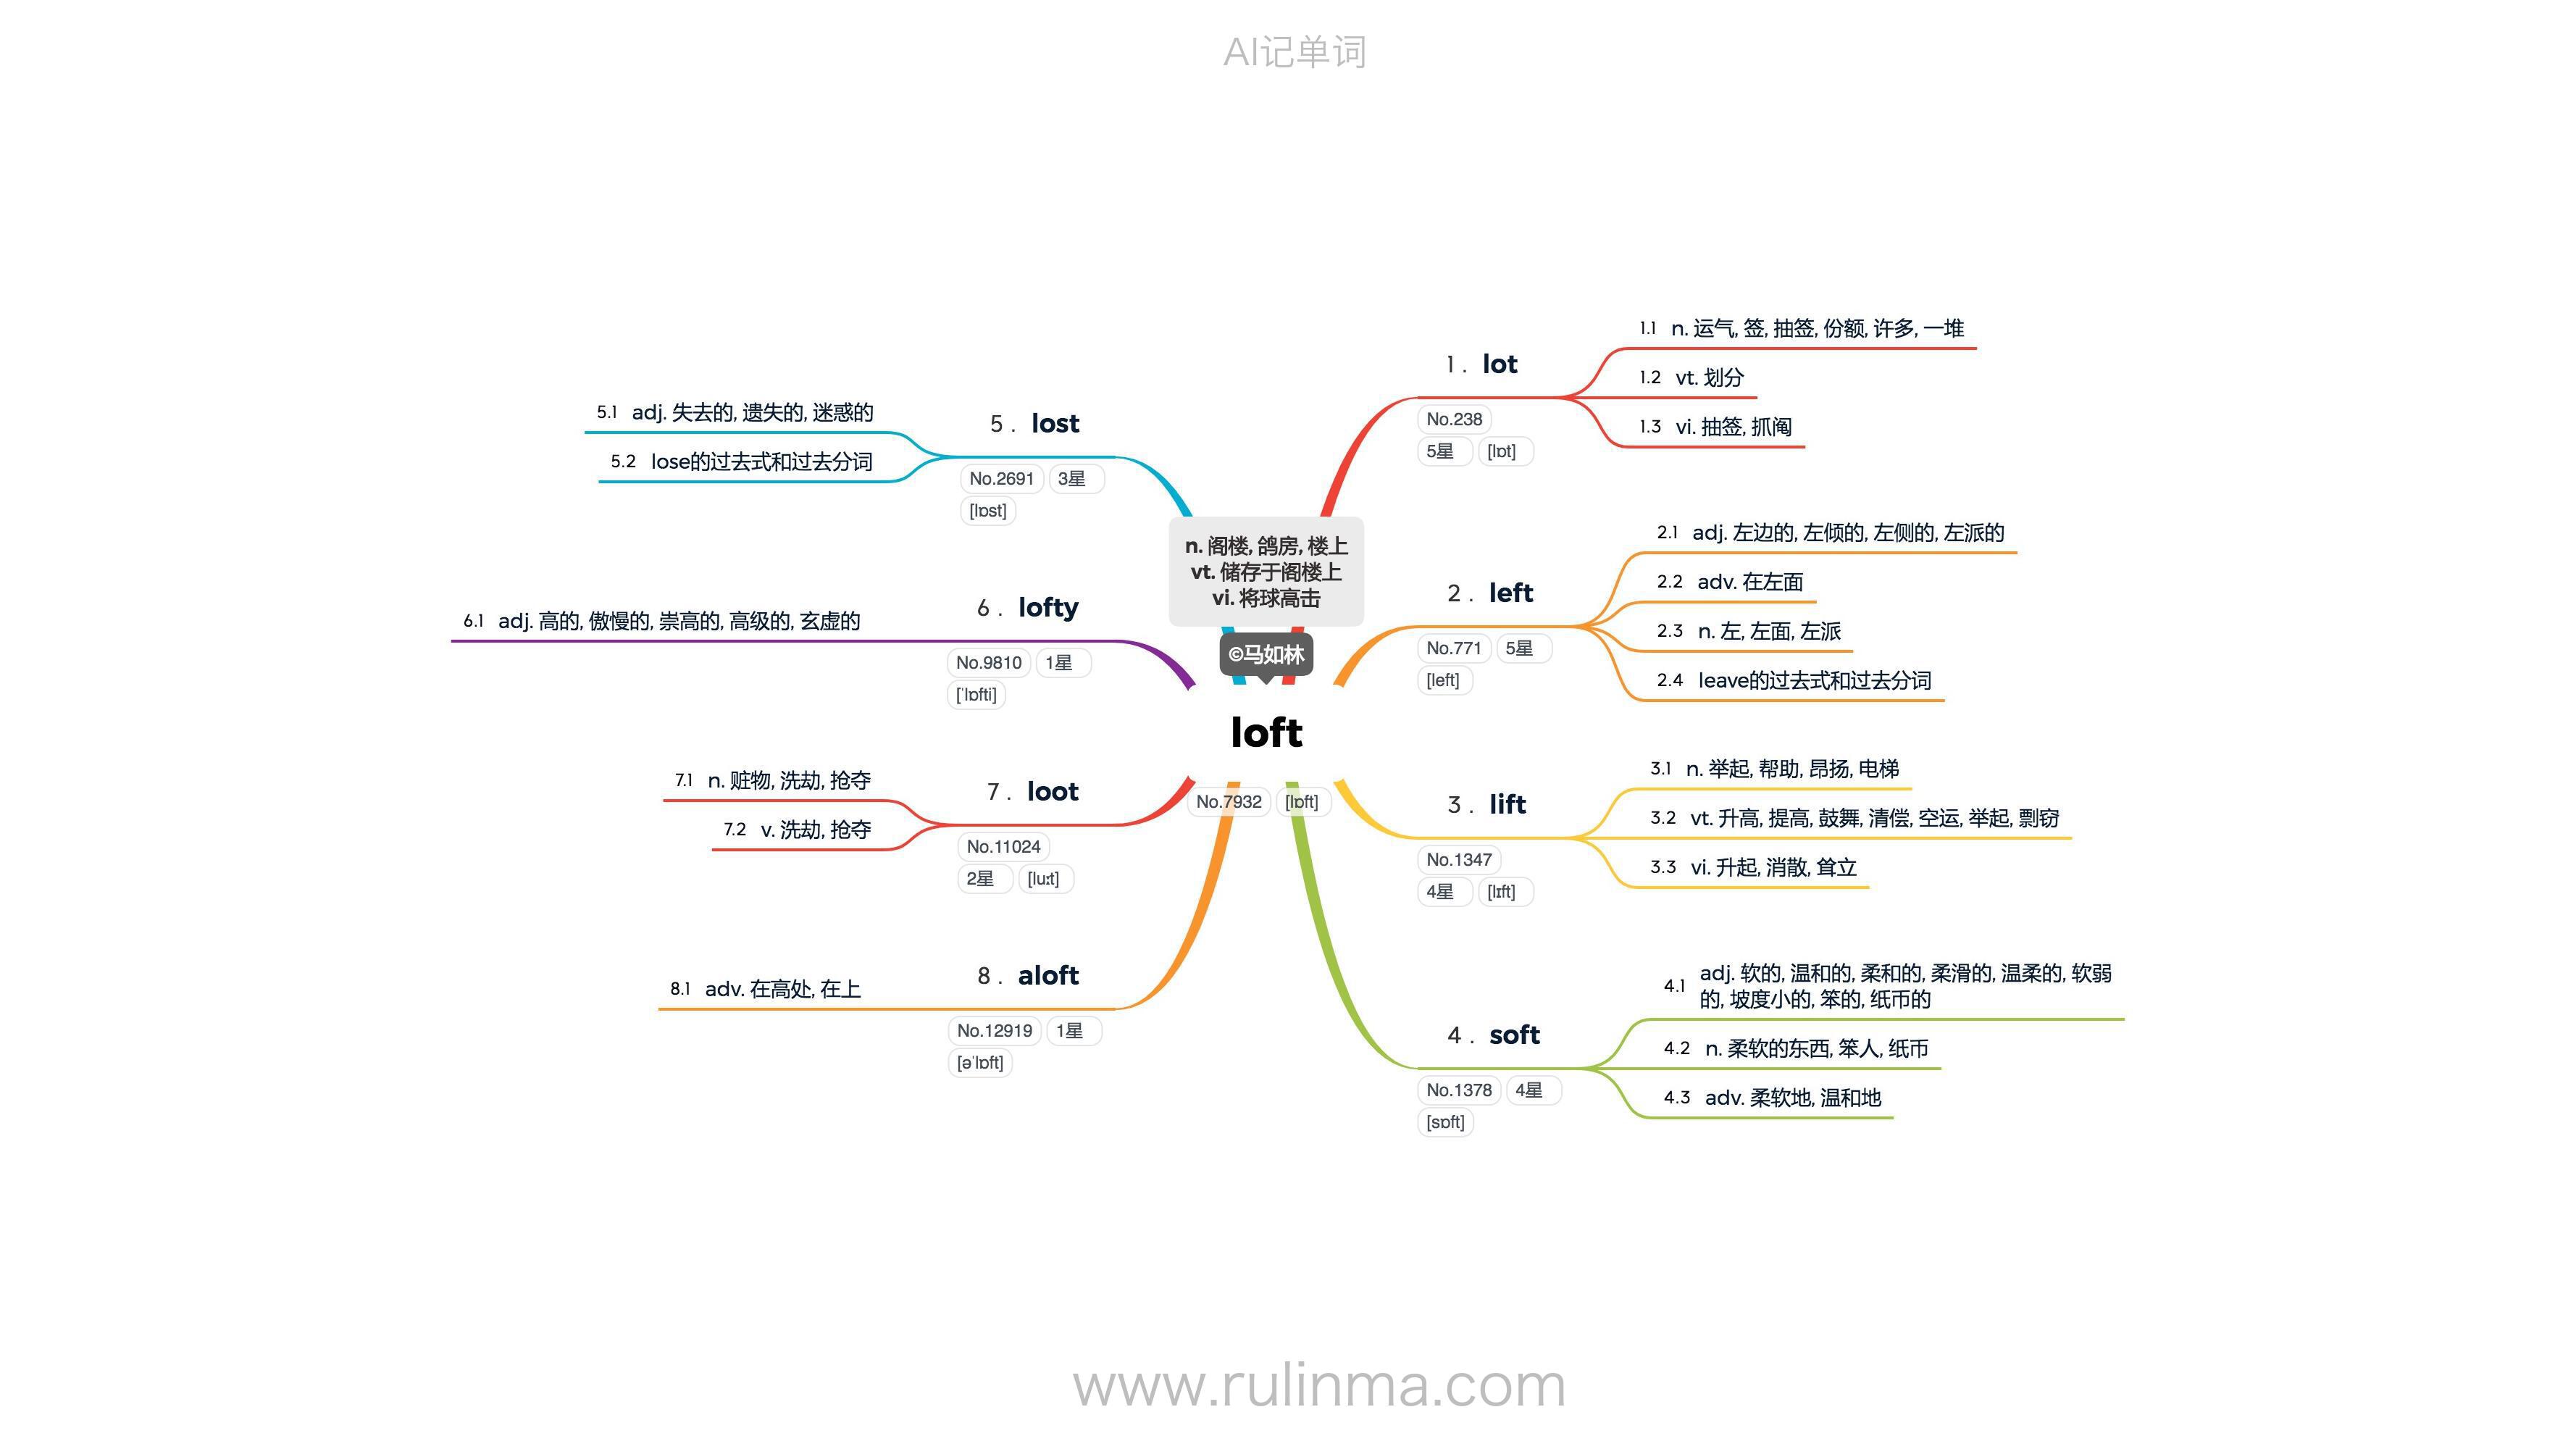 AI记单词
n. 阁楼, 鸽房, 楼上
vt. 储存于阁楼上
vi. 将球高击
©马如林
loft
No.7932 [lɒft]
1. lot
No.238
5星 [lɒt]
1.1 n. 运气, 签, 抽签, 份额, 许多, 一堆
1.2 vt. 划分
1.3 vi. 抽签, 抓阄
2. left
No.771 5星
[left]
2.1 adj. 左边的, 左倾的, 左侧的, 左派的
2.2 adv. 在左面
2.3 n. 左, 左面, 左派
2.4 leave的过去式和过去分词
3. lift
No.1347
4星 [lɪft]
3.1 n. 举起, 帮助, 昂扬, 电梯
3.2 vt. 升高, 提高, 鼓舞, 清偿, 空运, 举起, 剽窃
3.3 vi. 升起, 消散, 耸立
4. soft
No.1378 4星
[sɒft]
4.1 adj. 软的, 温和的, 柔和的, 柔滑的, 温柔的, 软弱
的, 坡度小的, 笨的, 纸币的
4.2 n. 柔软的东西, 笨人, 纸币
4.3 adv. 柔软地, 温和地
5. lost
No.2691 3星
[lɒst]
5.1 adj. 失去的, 遗失的, 迷惑的
5.2 lose的过去式和过去分词
6. lofty
No.9810 1星
[ˈlɒfti]
6.1 adj. 高的, 傲慢的, 崇高的, 高级的, 玄虚的
7. loot
No.11024
2星 [luːt]
7.1 n. 赃物, 洗劫, 抢夺
7.2 v. 洗劫, 抢夺
8. aloft
No.12919 1星
[əˈlɒft]
8.1 adv. 在高处, 在上
www.rulinma.com